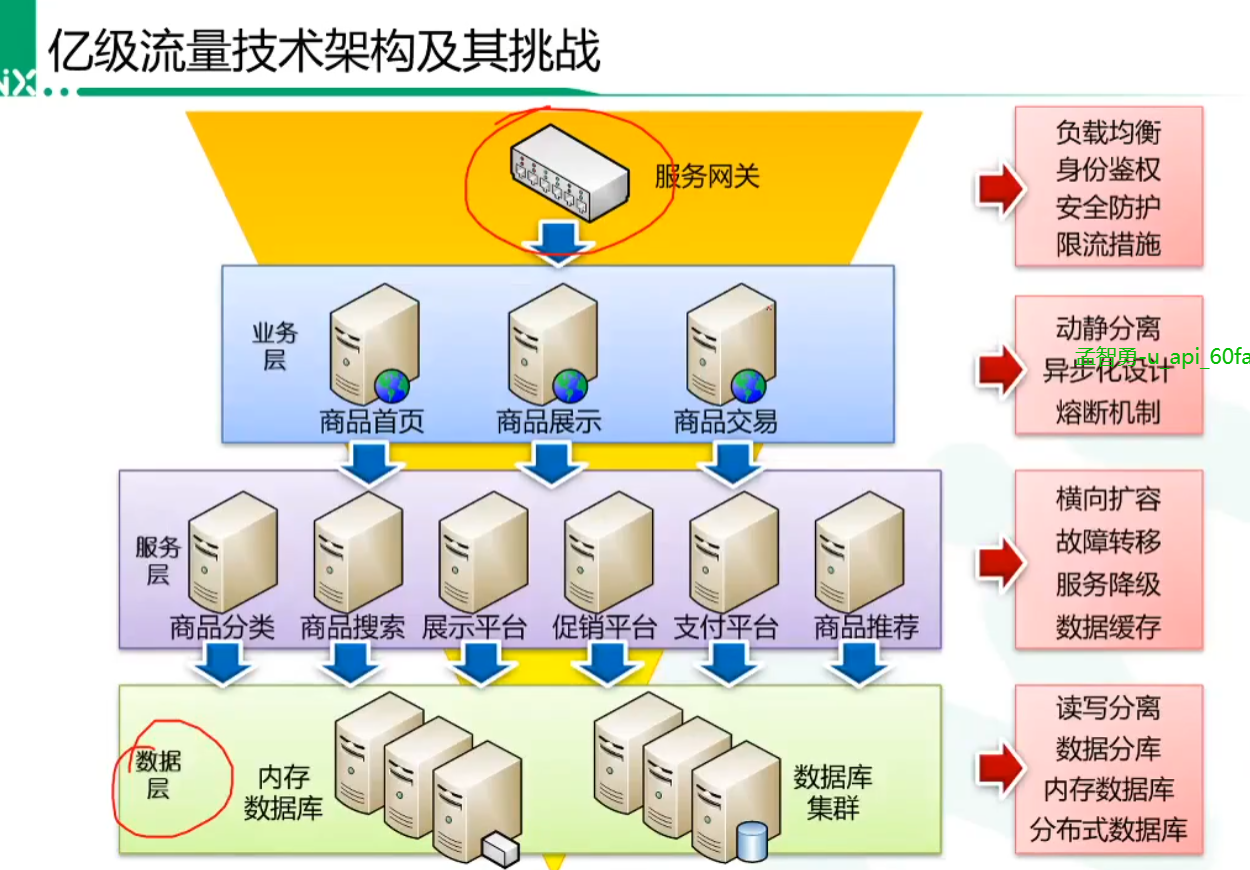 亿级流量技术架构及其挑战
iX
服务网关
负载均衡
身份鉴权
安全防护
限流措施
业务
层
商品首页
商品展示
商品交易
动静分离
孟智勇-u_api_60fa
异步化设计
熔断机制
服务
层
商品分类
商品搜索
展示平台
促销平台
支付平台
商品推荐
横向扩容
故障转移
服务降级
数据缓存
数据
层
内存
数据库
数据库
集群
读写分离
数据分库
内存数据库
分布式数据库